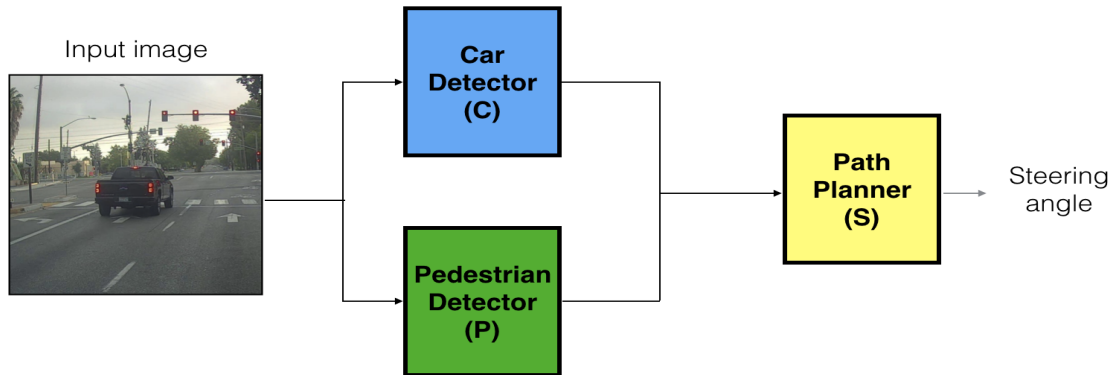 Input image
Car
Detector
(C)
Pedestrian
Detector
(P)
Path
Planner
(S)
Steering
angle